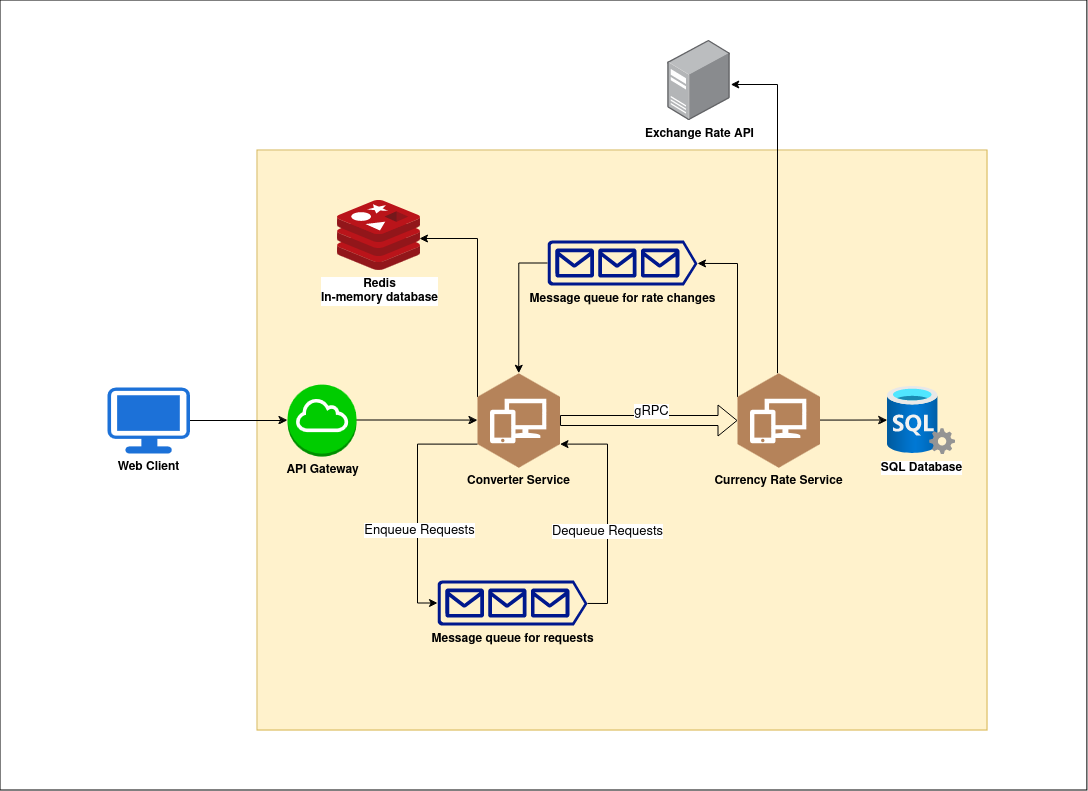 Exchange Rate API
Redis
In-memory database
Message queue for rate changes
gRPC
SQL
Web Client
API Gateway
Converter Service
Currency Rate Service
SQL Database
Enqueue Requests
Dequeue Requests
Message queue for requests